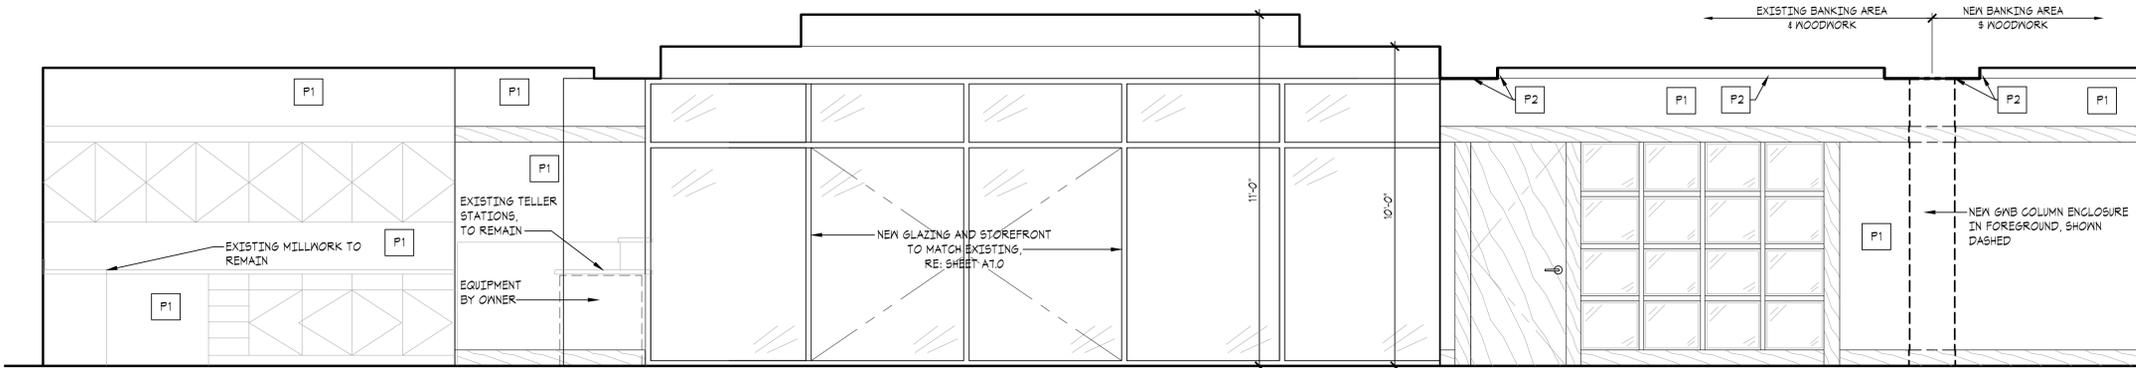 EXISTING BANKING AREA
& WOODWORK
NEW BANKING AREA
& WOODWORK
P1
P1
P2
P1
P2
P2
P1
P1
EXISTING TELLER
STATIONS,
TO REMAIN
11'-0"
10'-0"
NEW GLAZING AND STOREFRONT
TO MATCH EXISTING,
RE: SHEET A7.0
NEW GWB COLUMN ENCLOSURE
IN FOREGROUND, SHOWN
DASHED
P1
P1
EXISTING MILLWORK TO
REMAIN
EQUIPMENT
BY OWNER
P1